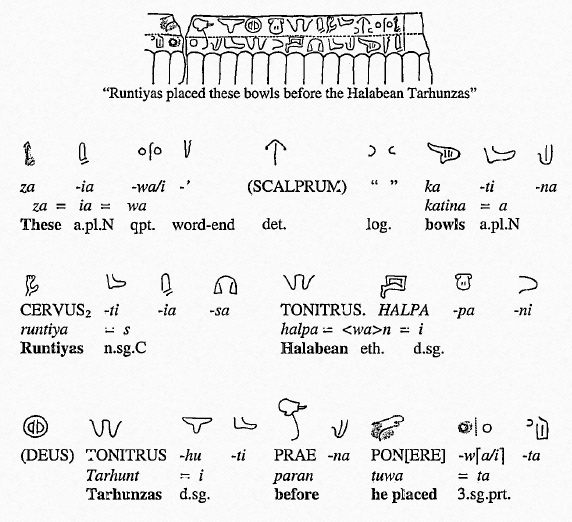 “Runtiyas placed these bowls before the Halabean Tarhunzas”
za -ia -wa/i -’ (SCALPRUM) “ ” ka -ti -na
za = ia = wa katina = a
These a.pl.N qpt. word-end det. log. bowls a.pl.N
CERVUS₂ -ti -ia -sa TONITRUS. HALPA -pa -ni
runtiya = s halpa = <wa>n = i
Runtiyas n.sg.C Halabean eth. d.sg.
(DEUS) TONITRUS -hu -ti PRAE -na PON[ERE] -w⌈a/i⌉ -ta
Tarhunt = i paran tuwa = ta
Tarhunzas d.sg. before he placed 3.sg.prt.